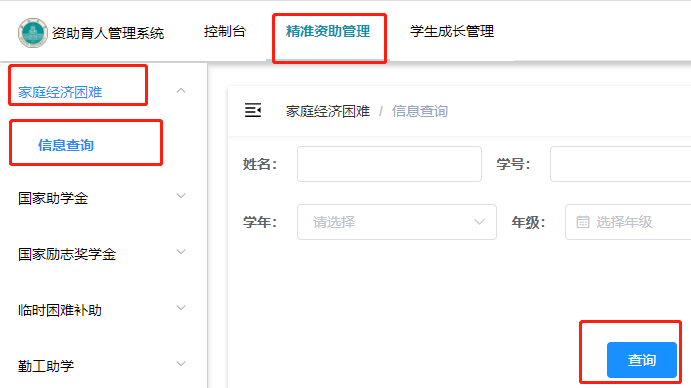 资助育人管理系统 控制台 精准资助管理 学生成长管理
家庭经济困难
信息查询
国家助学金
国家励志奖学金
临时困难补助
勤工助学
家庭经济困难 / 信息查询
姓名: 学号:
学年: 请选择 年级: 选择年级
查询